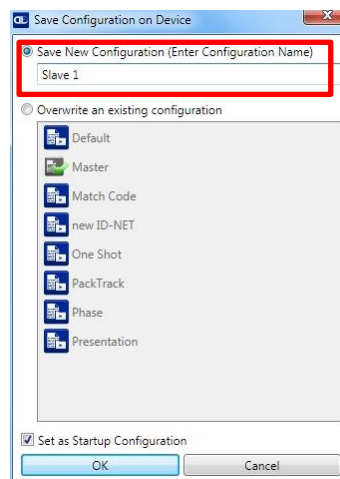 DL Save Configuration on Device
Save New Configuration (Enter Configuration Name)
Slave 1
Overwrite an existing configuration
Default
Master
Match Code
new ID-NET
One Shot
PackTrack
Phase
Presentation
Set as Startup Configuration
OK Cancel